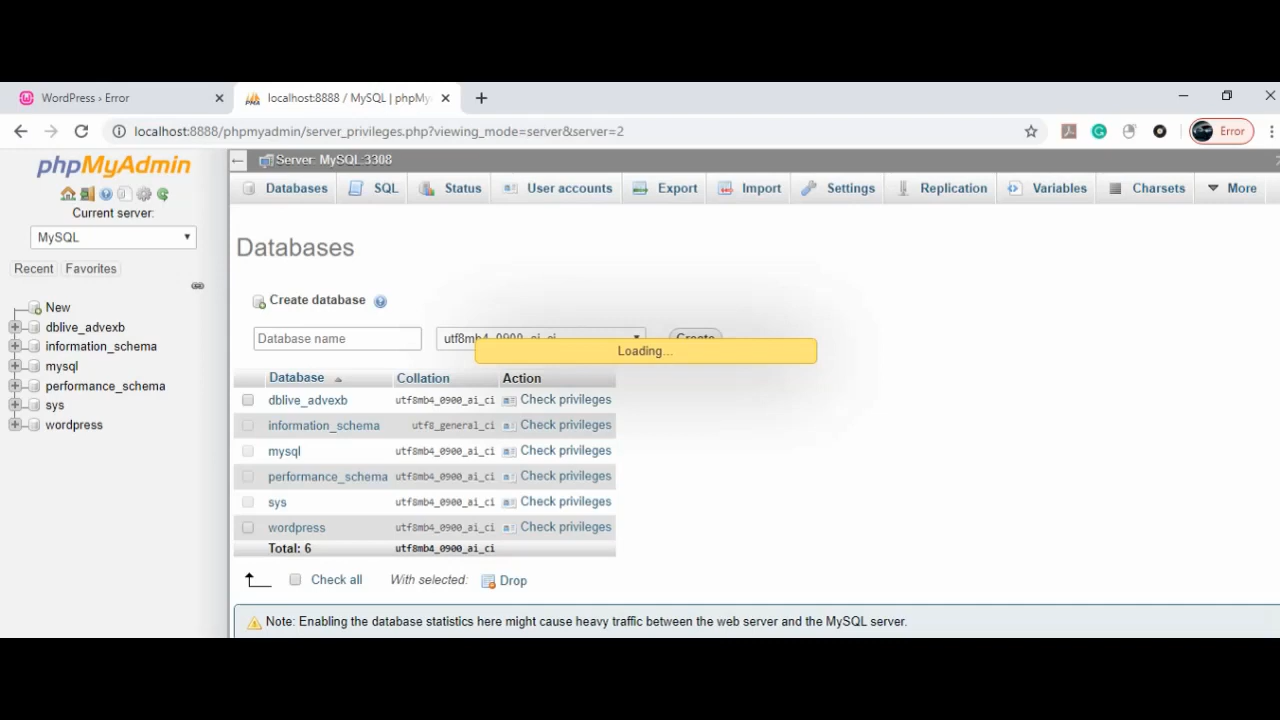 WordPress › Error
localhost:8888 / MySQL | phpMy
localhost:8888/phpmyadmin/server_privileges.php?viewing_mode=server&server=2
Error
phpMyAdmin
Current server:
MySQL
Recent Favorites
New
dblive_advexb
information_schema
mysql
performance_schema
sys
wordpress
Server: MySQL:3308
Databases SQL Status User accounts Export Import Settings Replication Variables Charsets More
Databases
Create database
Database name utf8mb4_0900_ai_ci Create
Loading...
Database Collation Action
dblive_advexb utf8mb4_0900_ai_ci Check privileges
information_schema utf8_general_ci Check privileges
mysql utf8mb4_0900_ai_ci Check privileges
performance_schema utf8mb4_0900_ai_ci Check privileges
sys utf8mb4_0900_ai_ci Check privileges
wordpress utf8mb4_0900_ai_ci Check privileges
Total: 6 utf8mb4_0900_ai_ci
Check all With selected: Drop
Note: Enabling the database statistics here might cause heavy traffic between the web server and the MySQL server.